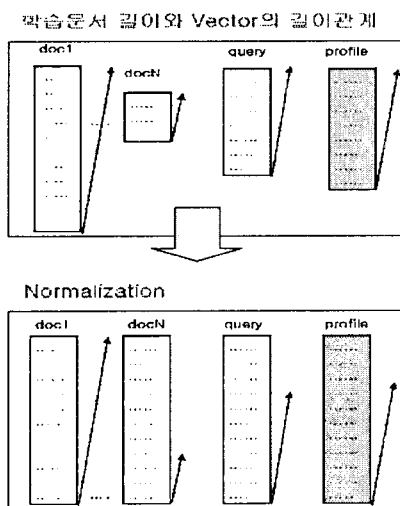 학습문서 길이와 Vector의 길이관계
doc1
docN
query
profile
Normalization
doc1
docN
query
profile